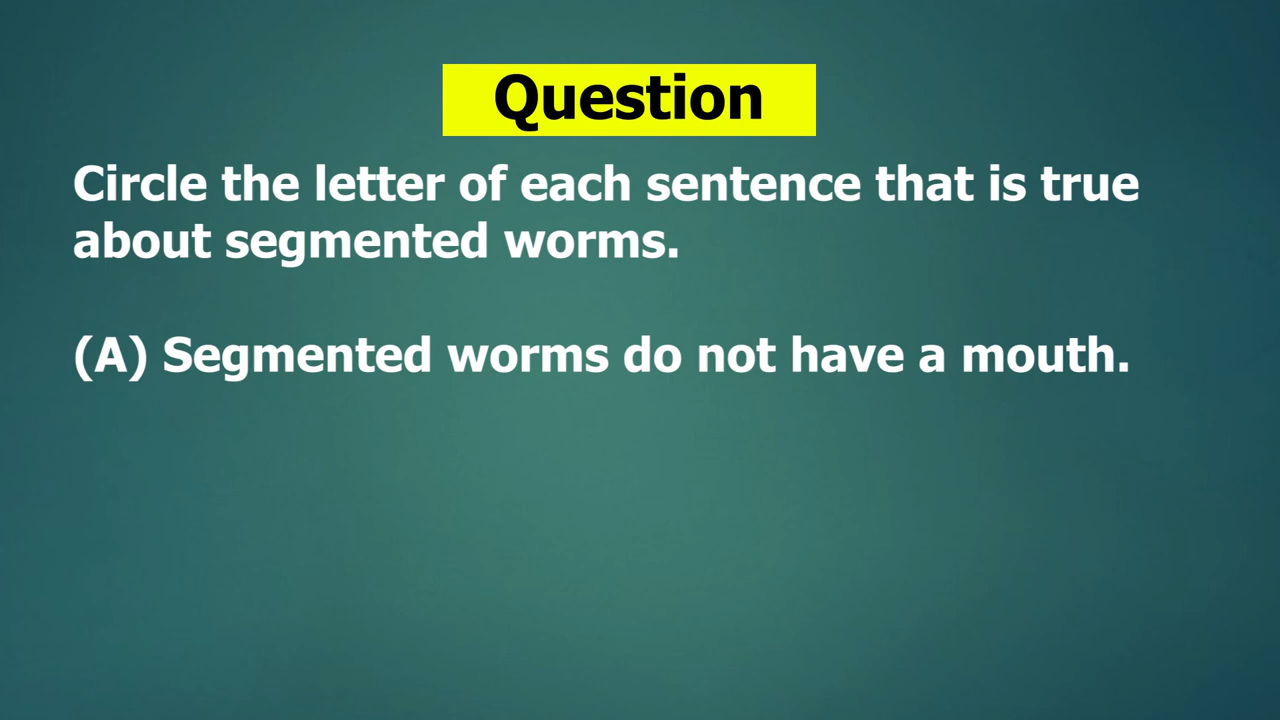 Question
Circle the letter of each sentence that is true
about segmented worms.
(A) Segmented worms do not have a mouth.